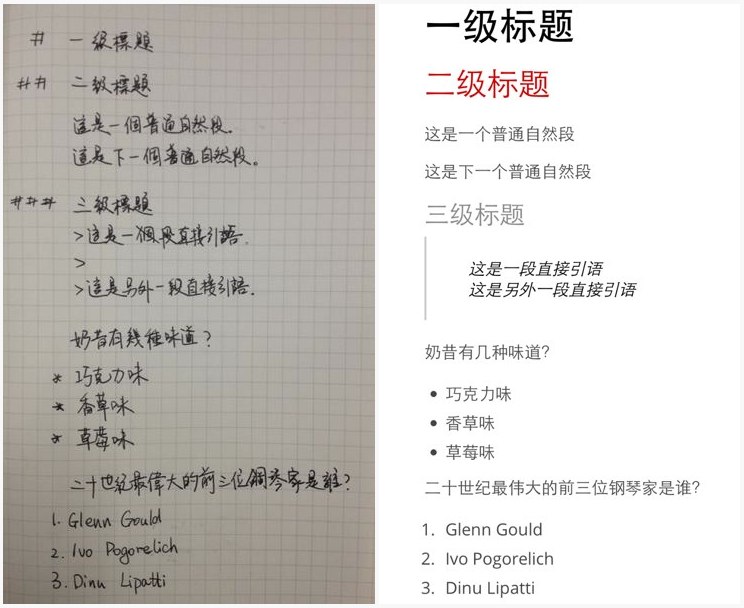 # 一級標題
## 二級標題
這是一個普通自然段.
這是下一個普通自然段。
### 三級標題
>這是一個段直接引語.
>
>這是另外一段直接引語.
奶昔有幾種味道?
* 巧克力味
* 香草味
* 草莓味
二十世紀最偉大的前三位鋼琴家是誰?
1. Glenn Gould
2. Ivo Pogorelich
3. Dinu Lipatti
一级标题
二级标题
这是一个普通自然段
这是下一个普通自然段
三级标题
这是一段直接引语
这是另外一段直接引语
奶昔有几种味道?
• 巧克力味
• 香草味
• 草莓味
二十世纪最伟大的前三位钢琴家是谁?
1. Glenn Gould
2. Ivo Pogorelich
3. Dinu Lipatti